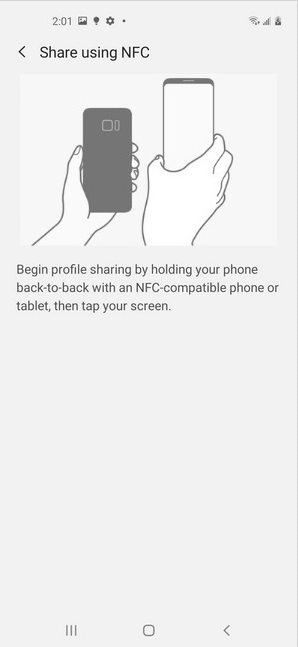 2:01
Share using NFC
Begin profile sharing by holding your phone
back-to-back with an NFC-compatible phone or
tablet, then tap your screen.